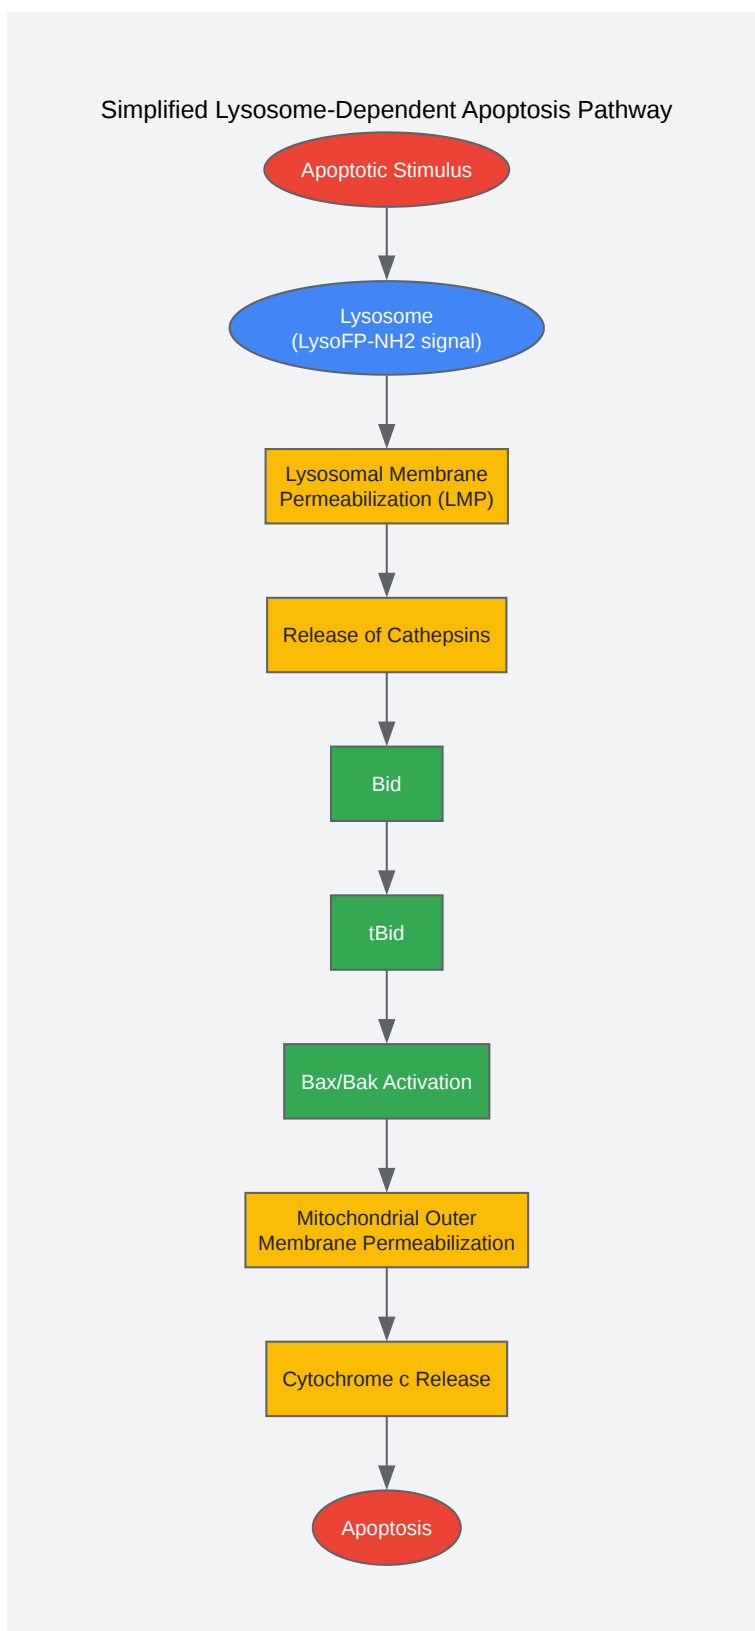 Simplified Lysosome-Dependent Apoptosis Pathway
Apoptotic Stimulus
Lysosome
(LysoFP-NH2 signal)
Lysosomal Membrane
Permeabilization (LMP)
Release of Cathepsins
Bid
tBid
Bax/Bak Activation
Mitochondrial Outer
Membrane Permeabilization
Cytochrome c Release
Apoptosis